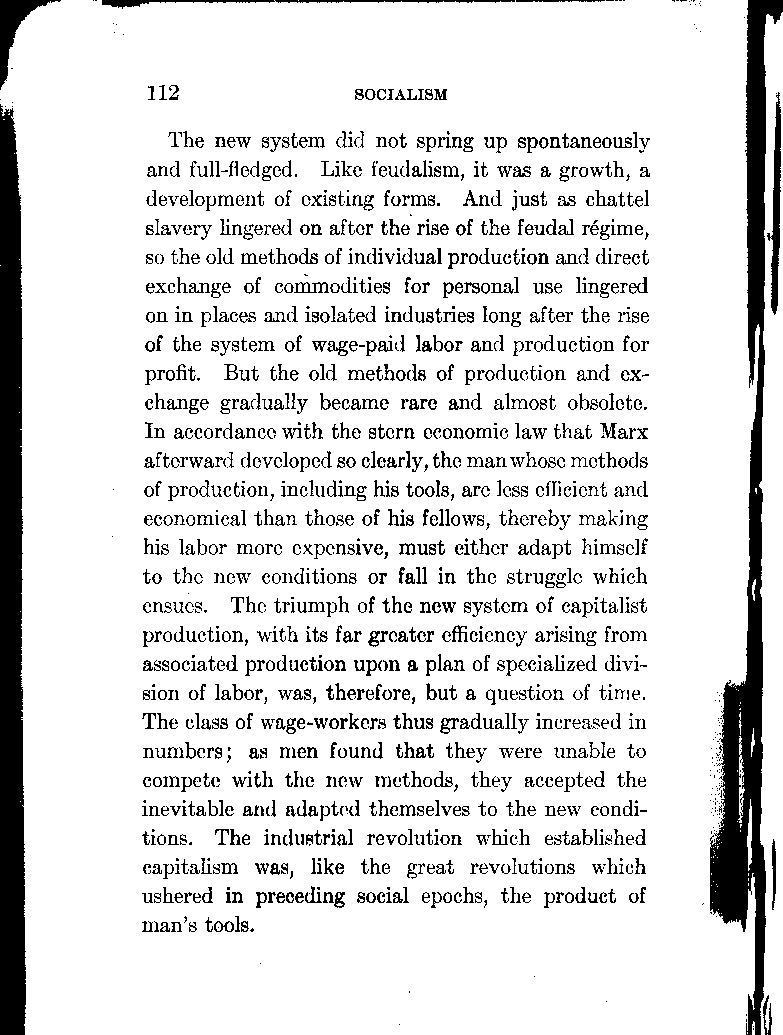 112 SOCIALISM
The new system did not spring up spontaneously
and full-fledged. Like feudalism, it was a growth, a
development of existing forms. And just as chattel
slavery lingered on after the rise of the feudal régime,
so the old methods of individual production and direct
exchange of commodities for personal use lingered
on in places and isolated industries long after the rise
of the system of wage-paid labor and production for
profit. But the old methods of production and ex-
change gradually became rare and almost obsolete.
In accordance with the stern economic law that Marx
afterward developed so clearly, the man whose methods
of production, including his tools, are less efficient and
economical than those of his fellows, thereby making
his labor more expensive, must either adapt himself
to the new conditions or fall in the struggle which
ensues. The triumph of the new system of capitalist
production, with its far greater efficiency arising from
associated production upon a plan of specialized divi-
sion of labor, was, therefore, but a question of time.
The class of wage-workers thus gradually increased in
numbers; as men found that they were unable to
compete with the new methods, they accepted the
inevitable and adapted themselves to the new condi-
tions. The industrial revolution which established
capitalism was, like the great revolutions which
ushered in preceding social epochs, the product of
man's tools.